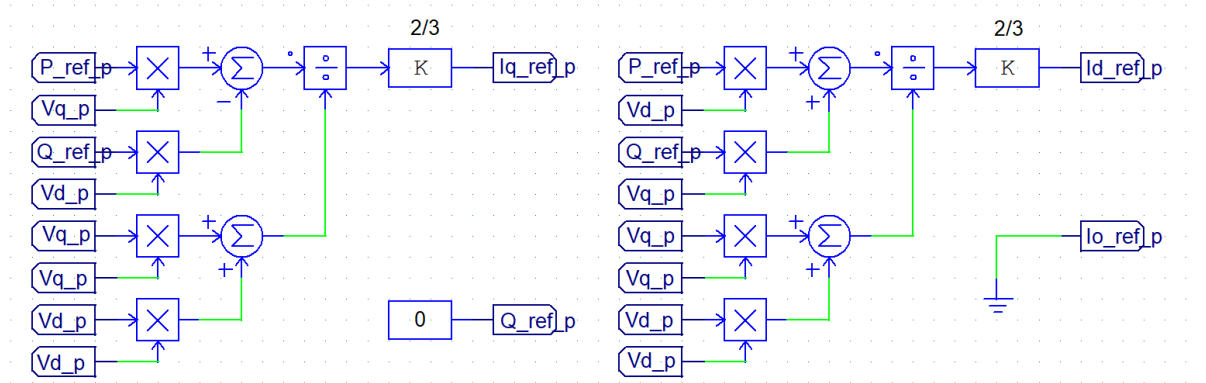 2/3
2/3
P_ref_p
K
Iq_ref_p
P_ref_p
K
Id_ref_p
Vq_p
Vd_p
Q_ref_p
Q_ref_p
Vd_p
Vq_p
Vq_p
Vq_p
Io_ref_p
Vq_p
Vq_p
Vd_p
0
Q_ref_p
Vd_p
Vd_p
Vd_p